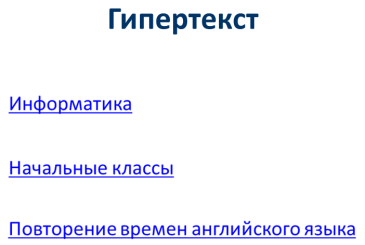 Гипертекст
Информатика
Начальные классы
Повторение времен английского языка